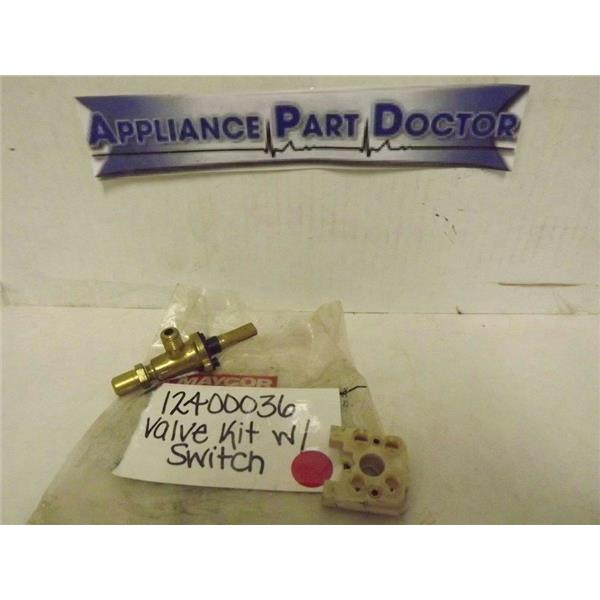 APPLIANCE PART DOCTOR
MAYCOR
12400036
Valve Kit w/
Switch